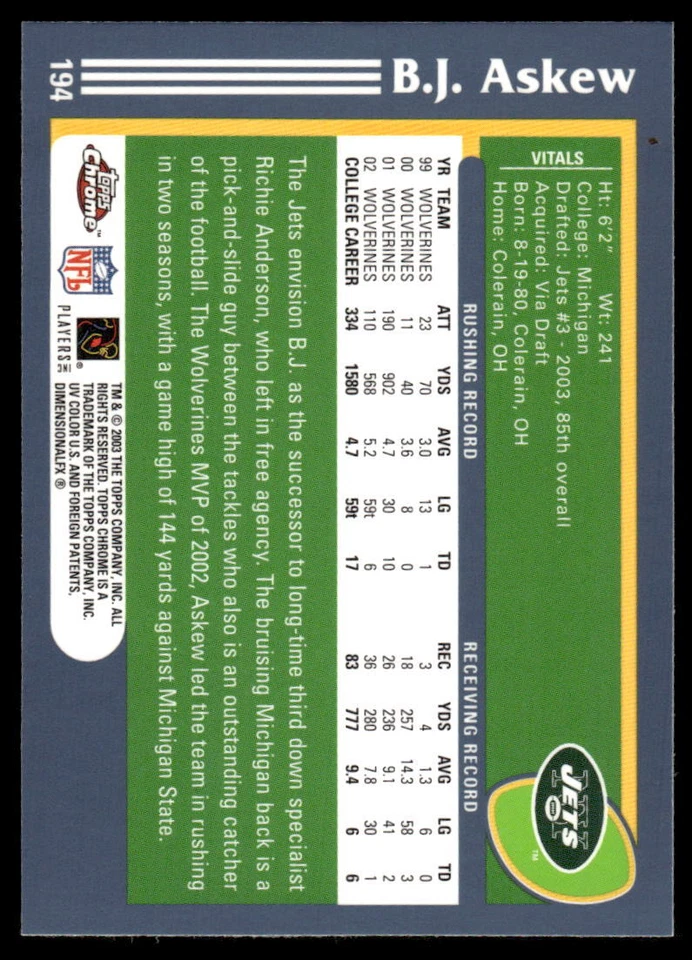 194
B.J. Askew
VITALS
Ht: 6'2" Wt: 241
College: Michigan
Drafted: Jets #3 - 2003, 85th overall
Acquired: Via Draft
Born: 8-19-80, Colerain, OH
Home: Colerain, OH
NY
JETS
TM
RUSHING RECORD RECEIVING RECORD
YR TEAM ATT YDS AVG LG TD REC YDS AVG LG TD
99 WOLVERINES 23 70 3.0 13 1 3 4 1.3 6 0
00 WOLVERINES 11 40 3.6 8 0 18 257 14.3 58 3
01 WOLVERINES 190 902 4.7 30 10 26 236 9.1 41 2
02 WOLVERINES 110 568 5.2 59t 6 36 280 7.8 30 1
COLLEGE CAREER 334 1580 4.7 59t 17 83 777 9.4 6 6
The Jets envision B.J. as the successor to long-time third down specialist
Richie Anderson, who left in free agency. The bruising Michigan back is a
pick-and-slide guy between the tackles who also is an outstanding catcher
of the football. The Wolverines MVP of 2002, Askew led the team in rushing
in two seasons, with a game high of 144 yards against Michigan State.
topps
Chrome™
NFL
PLAYERS INC
®
TM & © 2003 THE TOPPS COMPANY, INC. ALL
RIGHTS RESERVED. TOPPS CHROME IS A
TRADEMARK OF THE TOPPS COMPANY, INC.
UV COLOR U.S. AND FOREIGN PATENTS,
DIMENSIONALFX ®